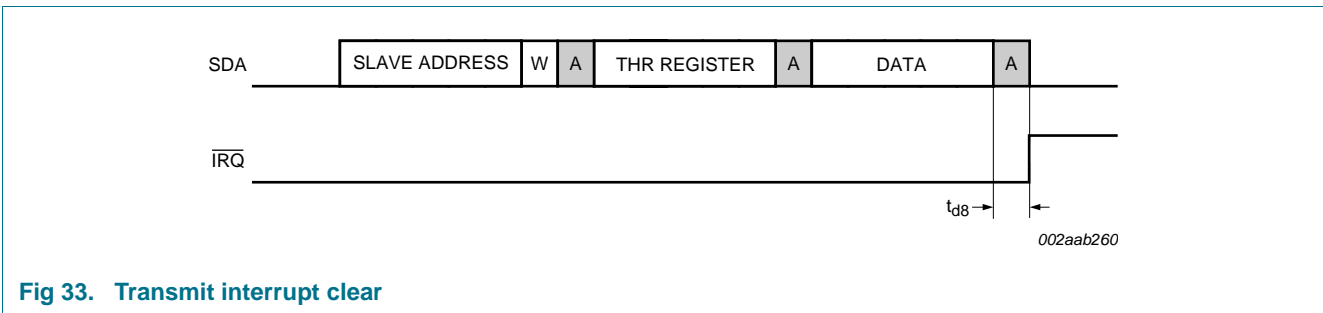 SDA SLAVE ADDRESS W A THR REGISTER A DATA A
IRQ
td8
002aab260
Fig 33. Transmit interrupt clear